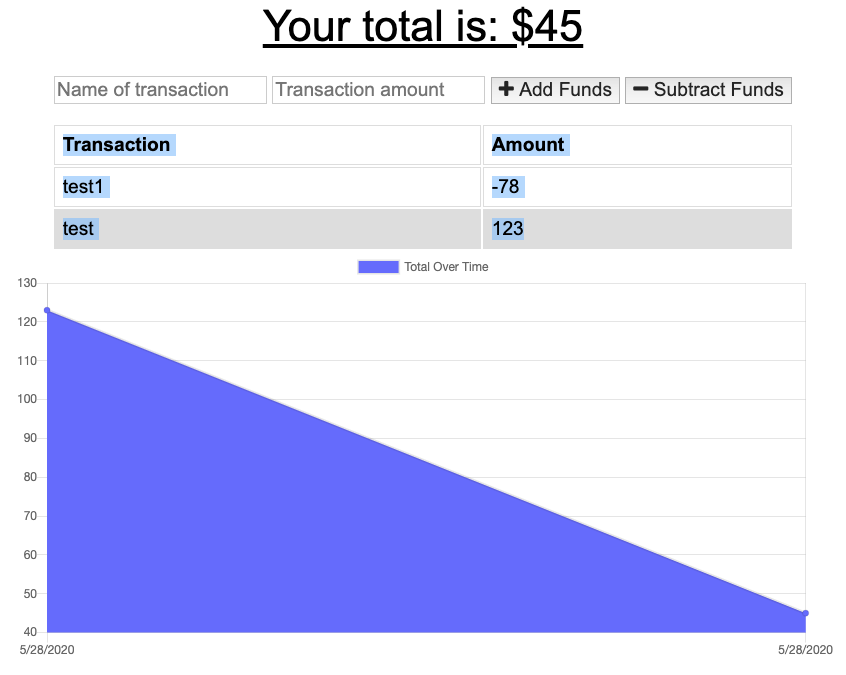 Your total is: $45
Name of transaction Transaction amount Add Funds Subtract Funds
Transaction Amount
test1 -78
test 123
Total Over Time
130
120
110
100
90
80
70
60
50
40
5/28/2020 5/28/2020